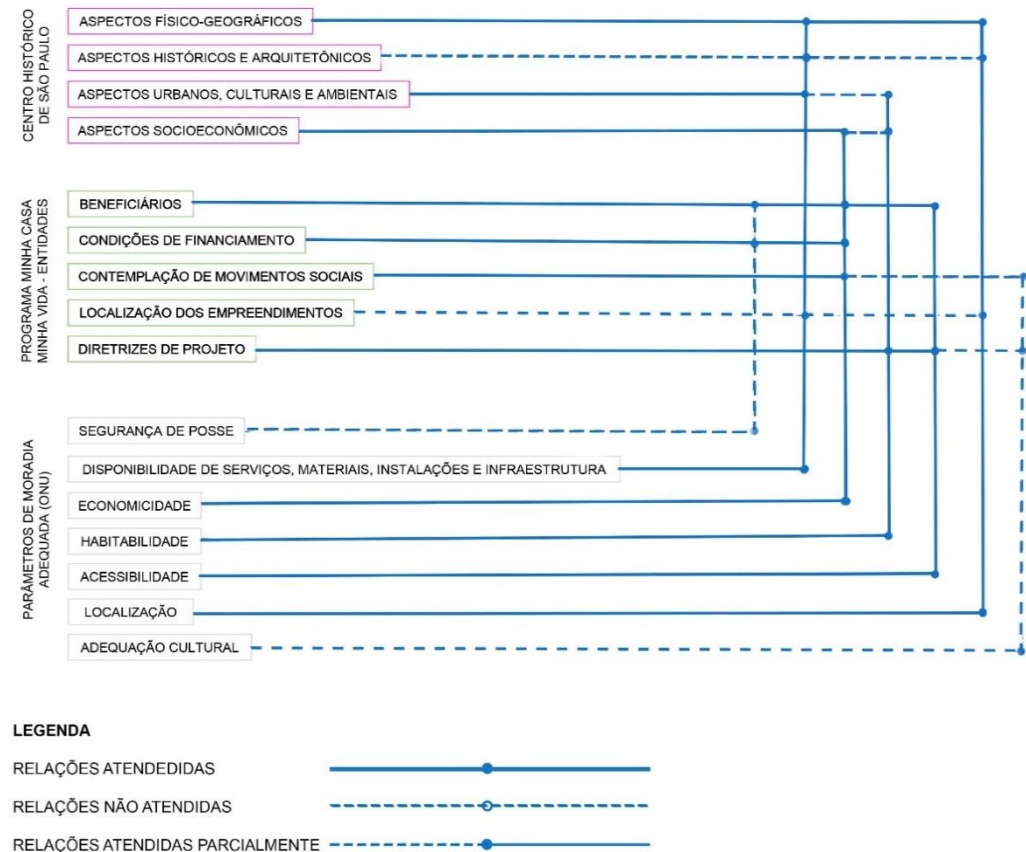 CENTRO HISTÓRICO
DE SÃO PAULO
ASPECTOS FÍSICO-GEOGRÁFICOS
ASPECTOS HISTÓRICOS E ARQUITETÔNICOS
ASPECTOS URBANOS, CULTURAIS E AMBIENTAIS
ASPECTOS SOCIOECONÔMICOS
PROGRAMA MINHA CASA
MINHA VIDA - ENTIDADES
BENEFICIÁRIOS
CONDIÇÕES DE FINANCIAMENTO
CONTEMPLAÇÃO DE MOVIMENTOS SOCIAIS
LOCALIZAÇÃO DOS EMPREENDIMENTOS
DIRETRIZES DE PROJETO
PARÂMETROS DE MORADIA
ADEQUADA (ONU)
SEGURANÇA DE POSSE
DISPONIBILIDADE DE SERVIÇOS, MATERIAIS, INSTALAÇÕES E INFRAESTRUTURA
ECONOMICIDADE
HABITABILIDADE
ACESSIBILIDADE
LOCALIZAÇÃO
ADEQUAÇÃO CULTURAL
LEGENDA
RELAÇÕES ATENDEDIDAS
RELAÇÕES NÃO ATENDIDAS
RELAÇÕES ATENDIDAS PARCIALMENTE